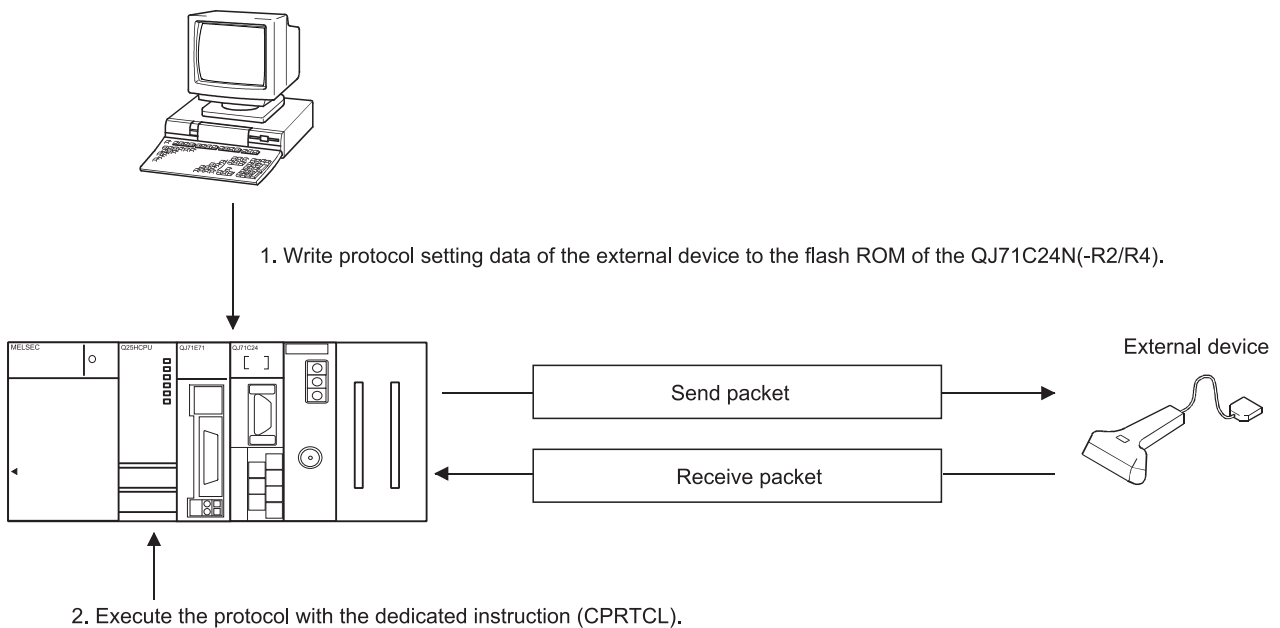 1. Write protocol setting data of the external device to the flash ROM of the QJ71C24N(-R2/R4).
MELSEC
Q25HCPU
QJ71E71
QJ71C24
External device
Send packet
Receive packet
2. Execute the protocol with the dedicated instruction (CPRTCL).